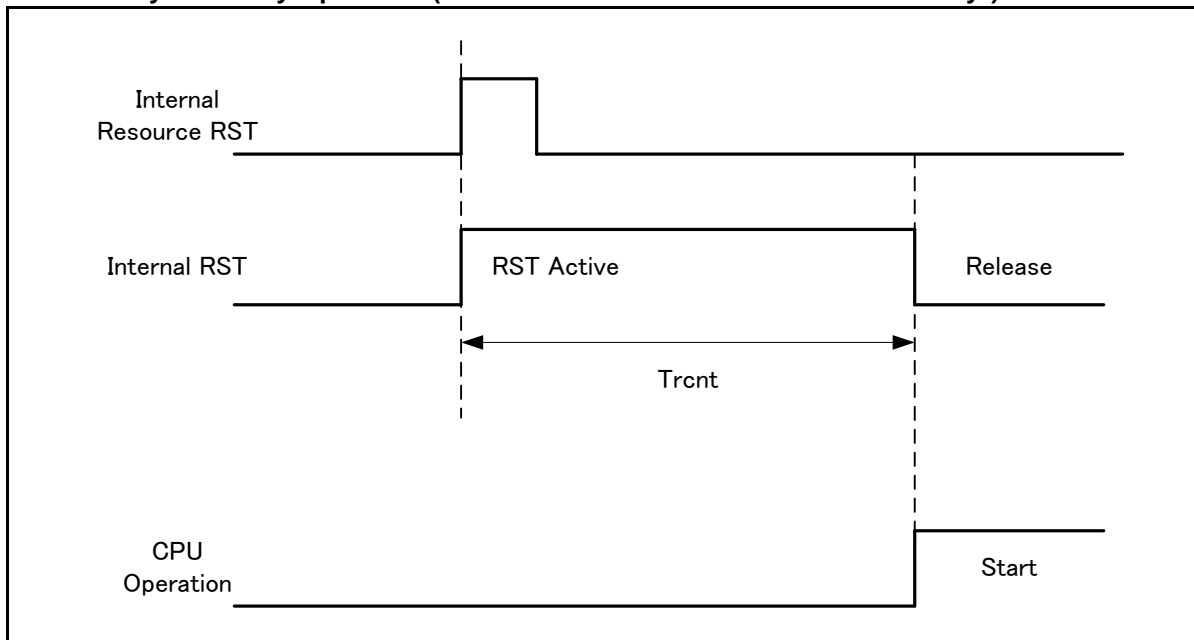 Internal
Resource RST
Internal RST
RST Active
Release
Trcnt
CPU
Operation
Start